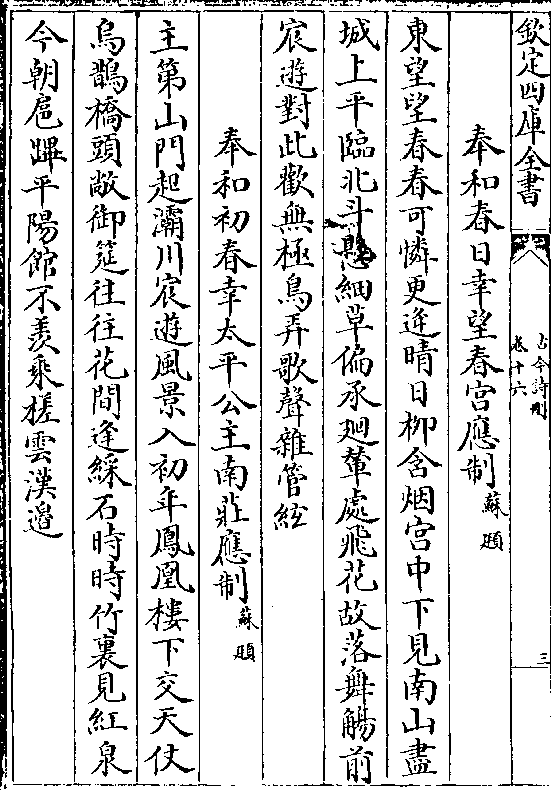 欽定四庫全書
古今詩刪
卷十六
三
奉和春日幸望春宮應制 蘇頲
東望望春春可憐更逢晴日柳含烟宫中下見南山盡
城上平臨北斗懸細草偏承廻輦處飛花故落舞觴前
宸遊對此歡無極鳥弄歌聲雜管絃
奉和初春幸太平公主南莊應制 蘇頲
主第山門起灞川宸遊風景入初年鳳凰樓下交天仗
烏鵲橋頭敞御筵往往花間逢綵石時時竹裏見紅泉
今朝扈蹕平陽館不羨乘槎雲漢邉